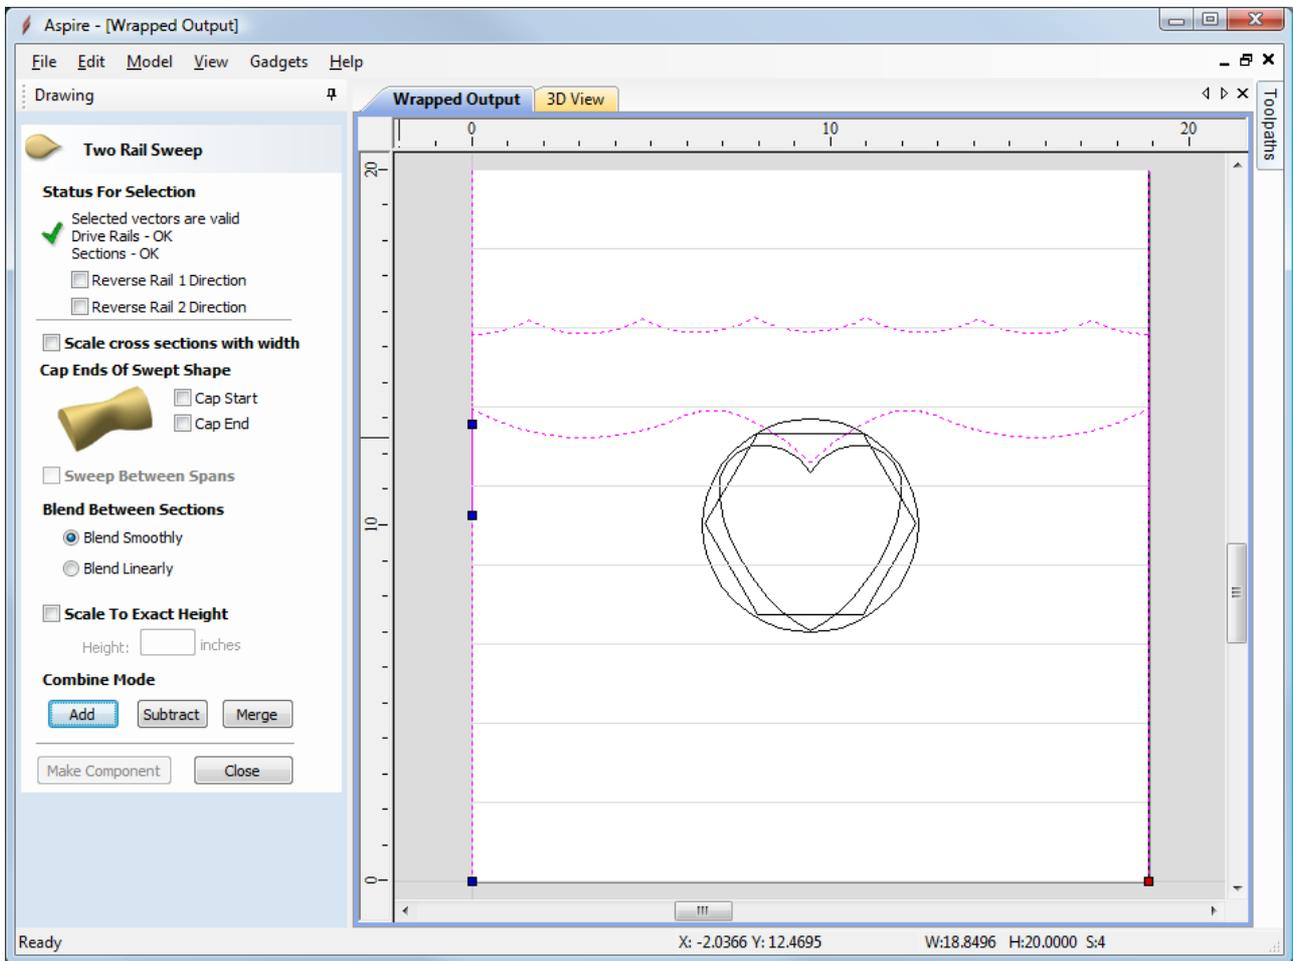 Aspire - [Wrapped Output]
File Edit Model View Gadgets Help
Drawing
Wrapped Output 3D View
Toolpaths
Two Rail Sweep
Status For Selection
Selected vectors are valid
Drive Rails - OK
Sections - OK
Reverse Rail 1 Direction
Reverse Rail 2 Direction
Scale cross sections with width
Cap Ends Of Swept Shape
Cap Start
Cap End
Sweep Between Spans
Blend Between Sections
Blend Smoothly
Blend Linearly
Scale To Exact Height
Height: inches
Combine Mode
Add Subtract Merge
Make Component Close
0 10 20
20
10
0
Ready X: -2.0366 Y: 12.4695 W:18.8496 H:20.0000 S:4